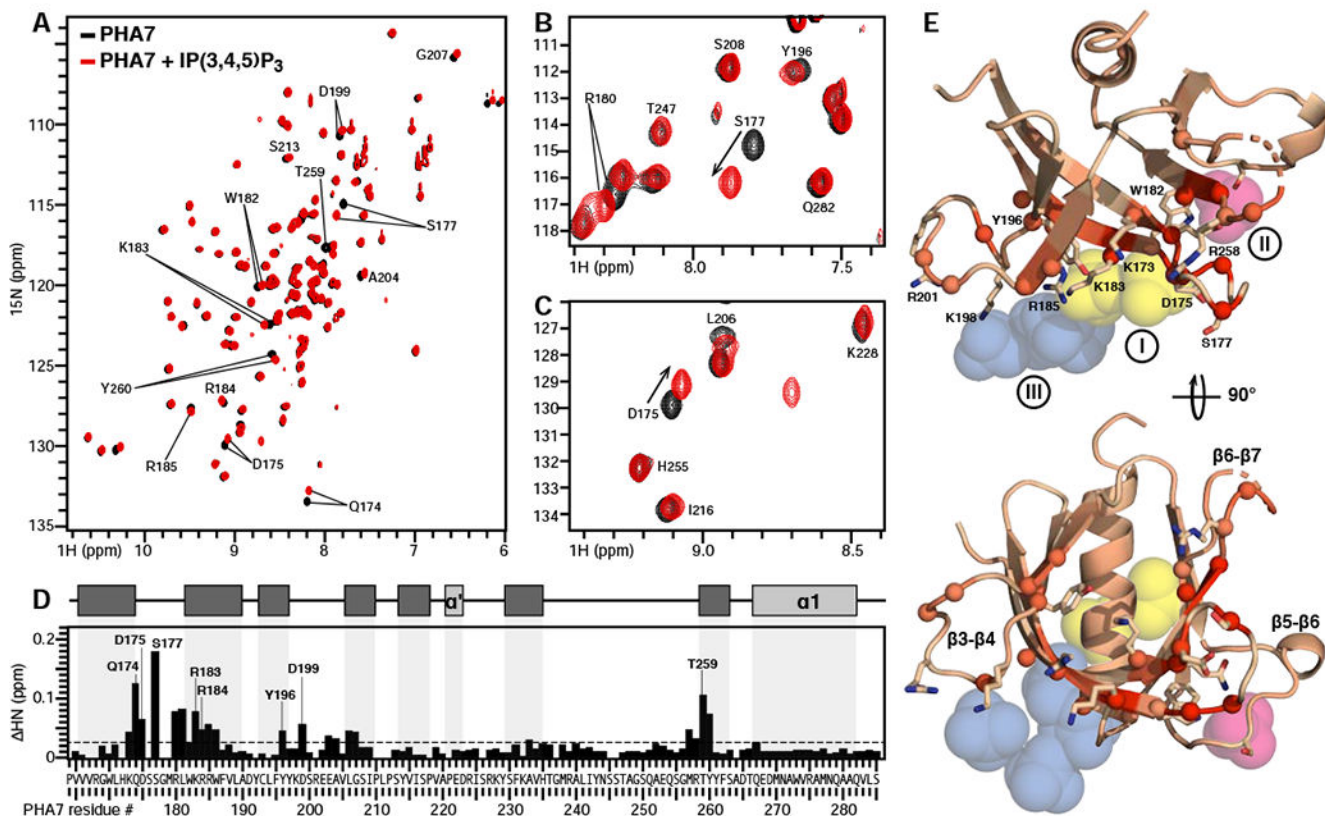 A
PHA7
PHA7 + IP(3,4,5)P3
G207
D199
S213
T259
W182
S177
K183
A204
Y260
R184
R185
D175
Q174
110
115
120
125
130
135
15N (ppm)
1H (ppm)
10
9
8
7
6
B
S208
Y196
R180
T247
S177
Q282
111
112
113
114
115
116
117
118
1H (ppm)
8.0
7.5
C
L206
K228
D175
H255
I216
127
128
129
130
131
132
133
134
1H (ppm)
9.0
8.5
D
α'
α1
0.2
0.1
0
ΔHN (ppm)
D175
Q174
S177
R183
R184
Y196
D199
T259
PVVVRGWLHKQDSSGMRLWKRRWFVLADYCLFYYKDSREEAVLGSIPLPSYVISPVAPEDRISRKYSFKAVHTGMRALIYNSSTAGSQAEQSGMRTYYFSADTQEDMNAWVRAMNQAAQVLS
PHA7 residue #
180
190
200
210
220
230
240
250
260
270
280
E
W182
Y196
II
R258
K173
R201
K183
D175
K198
R185
S177
I
III
90°
β6-β7
β3-β4
β5-β6